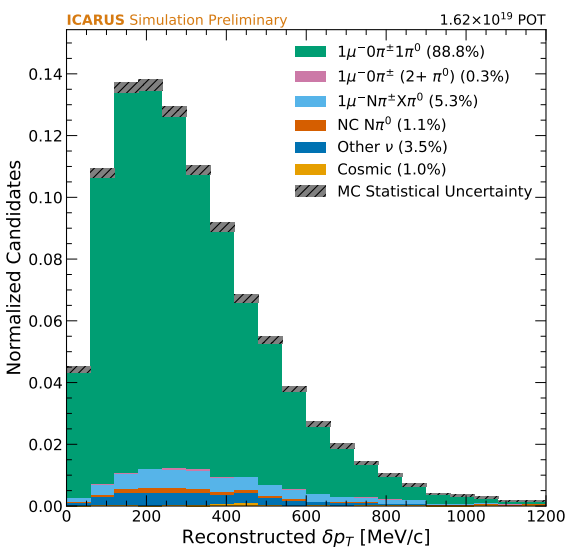 ICARUS Simulation Preliminary 1.62×10¹⁹ POT
1μ⁻0π±1π⁰ (88.8%)
1μ⁻0π± (2+ π⁰) (0.3%)
1μ⁻Nπ±Xπ⁰ (5.3%)
NC Nπ⁰ (1.1%)
Other ν (3.5%)
Cosmic (1.0%)
MC Statistical Uncertainty
Normalized Candidates
0.14
0.12
0.10
0.08
0.06
0.04
0.02
0.00
0 200 400 600 800 1000 1200
Reconstructed δp_T [MeV/c]